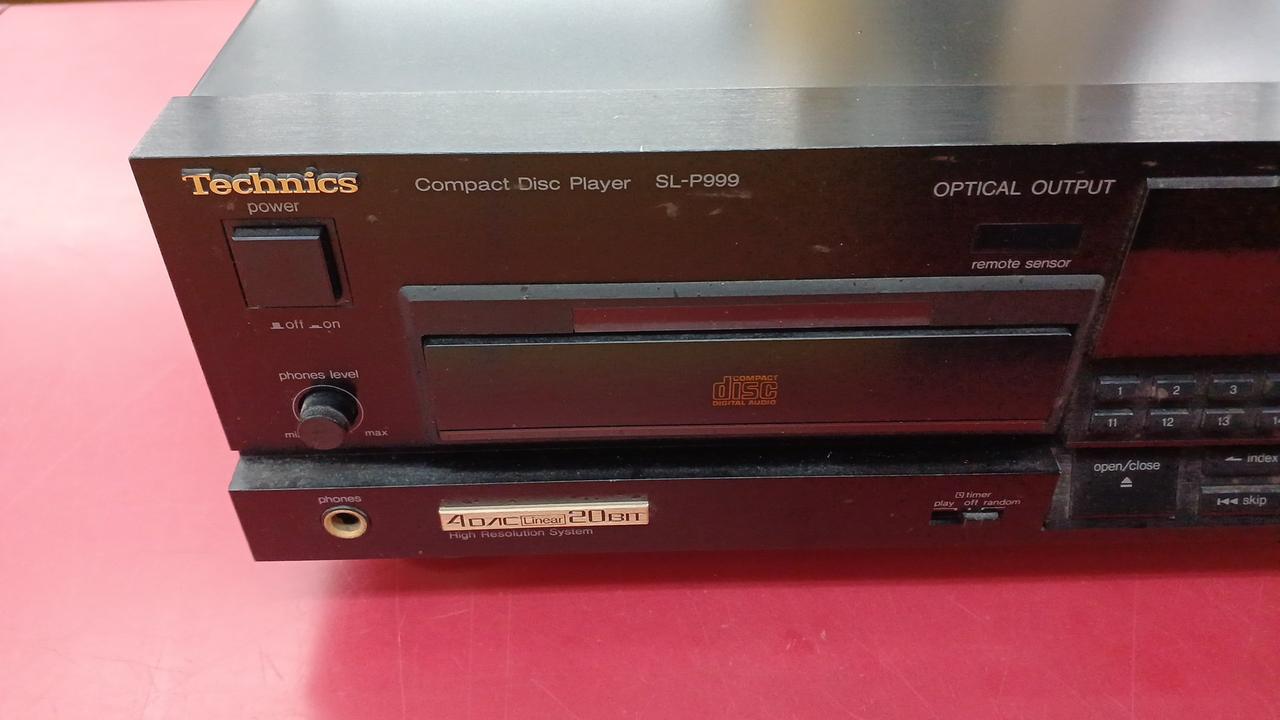 Technics
Compact Disc Player SL-P999
OPTICAL OUTPUT
power
remote sensor
off on
phones level
max
COMPACT
disc
DIGITAL AUDIO
1 2 3
11 12 13
open/close
index
skip
phones
4DAC Linear 20BIT
High Resolution System
timer
play off random